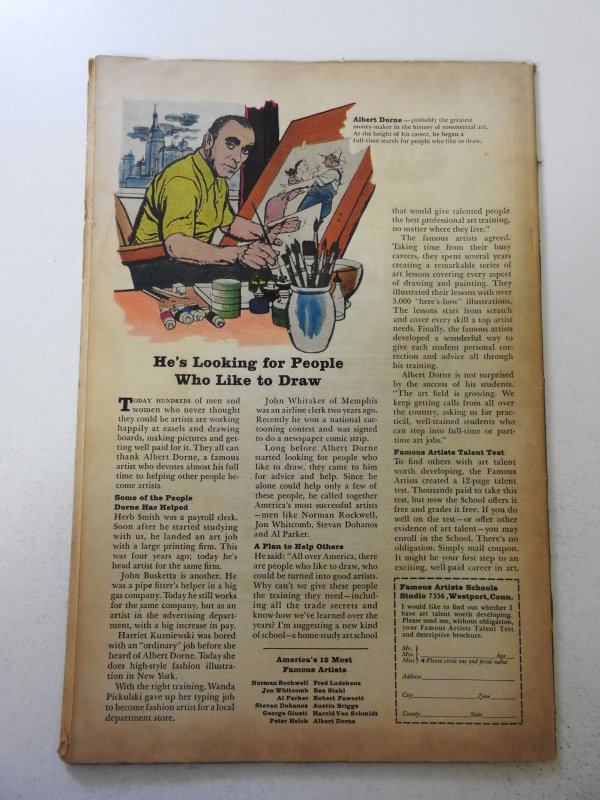 Albert Dorne — probably the greatest
money-maker in the history of commercial art.
At the height of his career, he began a
full-time search for people who like to draw.
He's Looking for People
Who Like to Draw
TODAY HUNDREDS of men and
women who never thought
they could be artists are working
happily at easels and drawing
boards, making pictures and get-
ting well paid for it. They all can
thank Albert Dorne, a famous
artist who devotes almost his full
time to helping other people be-
come artists.
Some of the People
Dorne Has Helped
Herb Smith was a payroll clerk.
Soon after he started studying
with us, he landed an art job
with a large printing firm. This
was four years ago; today he's
head artist for the same firm.
John Busketta is another. He
was a pipe fitter's helper in a big
gas company. Today he still works
for the same company, but as an
artist in the advertising depart-
ment, with a big increase in pay.
Harriet Kuzniewski was bored
with an "ordinary" job before she
heard of Albert Dorne. Today she
does high-style fashion illustra-
tion in New York.
With the right training, Wanda
Pickulski gave up her typing job
to become fashion artist for a local
department store.
John Whitaker of Memphis
was an airline clerk two years ago.
Recently he won a national car-
tooning contest and was signed
to do a newspaper comic strip.
Long before Albert Dorne
started looking for people who
like to draw, they came to him
for advice and help. Since he
alone could help only a few of
these people, he called together
America's most successful artists
—men like Norman Rockwell,
Jon Whitcomb, Stevan Dohanos
and Al Parker.
A Plan to Help Others
He said: "All over America, there
are people who like to draw, who
could be turned into good artists.
Why can't we give these people
the training they need—includ-
ing all the trade secrets and
know-how we've learned over the
years? I'm suggesting a new kind
of school—a home-study art school
America's 12 Most
Famous Artists
Norman Rockwell Fred Ludekens
Jon Whitcomb Ben Stahl
Al Parker Robert Fawcett
Stevan Dohanos Austin Briggs
George Giusti Harold Von Schmidt
Peter Helck Albert Dorne
that would give talented people
the best professional art training,
no matter where they live."
The famous artists agreed.
Taking time from their busy
careers, they spent several years
creating a remarkable series of
art lessons covering every aspect
of drawing and painting. They
illustrated their lessons with over
5,000 "here's-how" illustrations.
The lessons start from scratch
and cover every skill a top artist
needs. Finally, the famous artists
developed a wonderful way to
give each student personal cor-
rection and advice all through
his training.
Albert Dorne is not surprised
by the success of his students.
"The art field is growing. We
keep getting calls from all over
the country, asking us for prac-
tical, well-trained students who
can step into full-time or part-
time art jobs."
Famous Artists Talent Test
To find others with art talent
worth developing, the Famous
Artists created a 12-page talent
test. Thousands paid to take this
test, but now the School offers it
free and grades it free. If you do
well on the test—or offer other
evidence of art talent—you may
enroll in the School. There's no
obligation. Simply mail coupon.
It might be your first step to an
exciting, well-paid career in art.
Famous Artists Schools
Studio 7556, Westport, Conn.
I would like to find out whether I
have art talent worth developing.
Please send me, without obligation,
your Famous Artists Talent Test
and descriptive brochure.
Mr.
Mrs. Age
Miss Please circle one and print name
Address
City Zone
County State